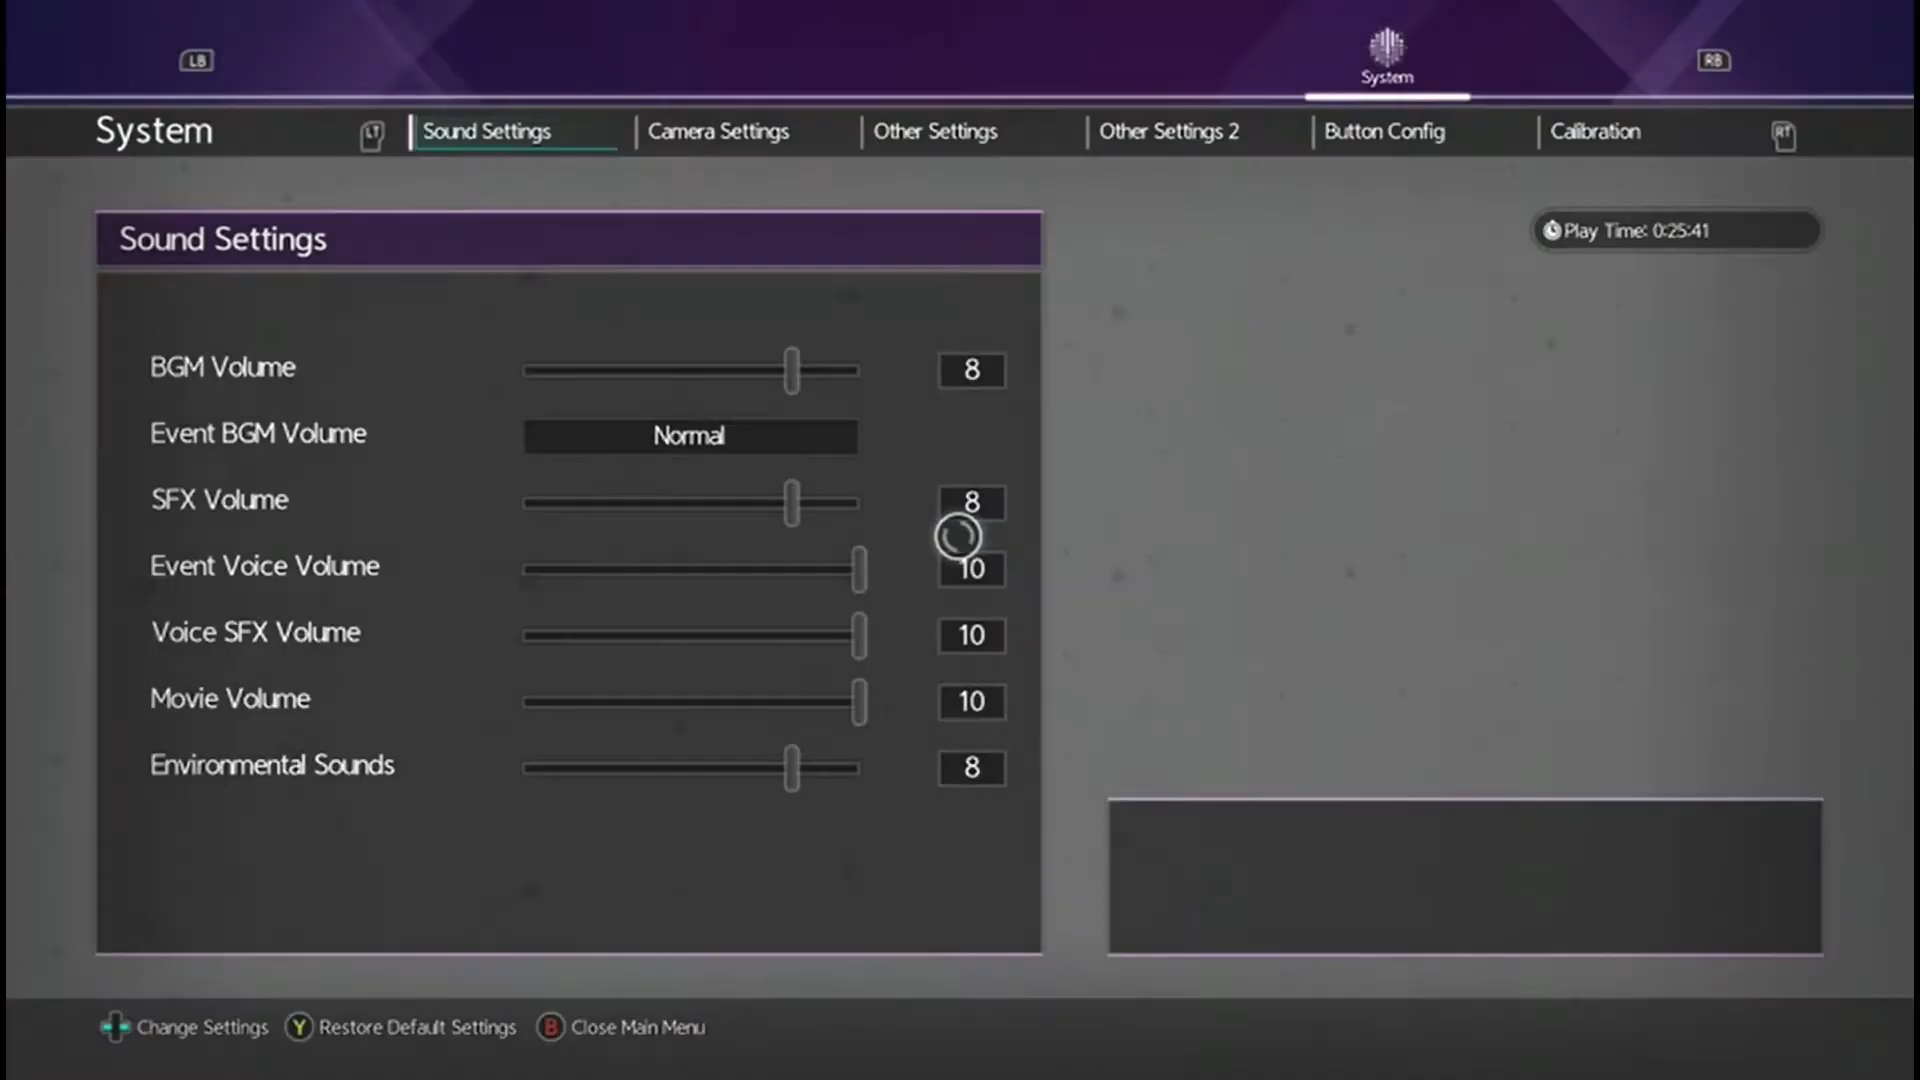 LB
System
RB
System
LT
Sound Settings
Camera Settings
Other Settings
Other Settings 2
Button Config
Calibration
RT
Sound Settings
Play Time: 0:25:41
BGM Volume
8
Event BGM Volume
Normal
SFX Volume
8
Event Voice Volume
10
Voice SFX Volume
10
Movie Volume
10
Environmental Sounds
8
Change Settings
Y Restore Default Settings
B Close Main Menu